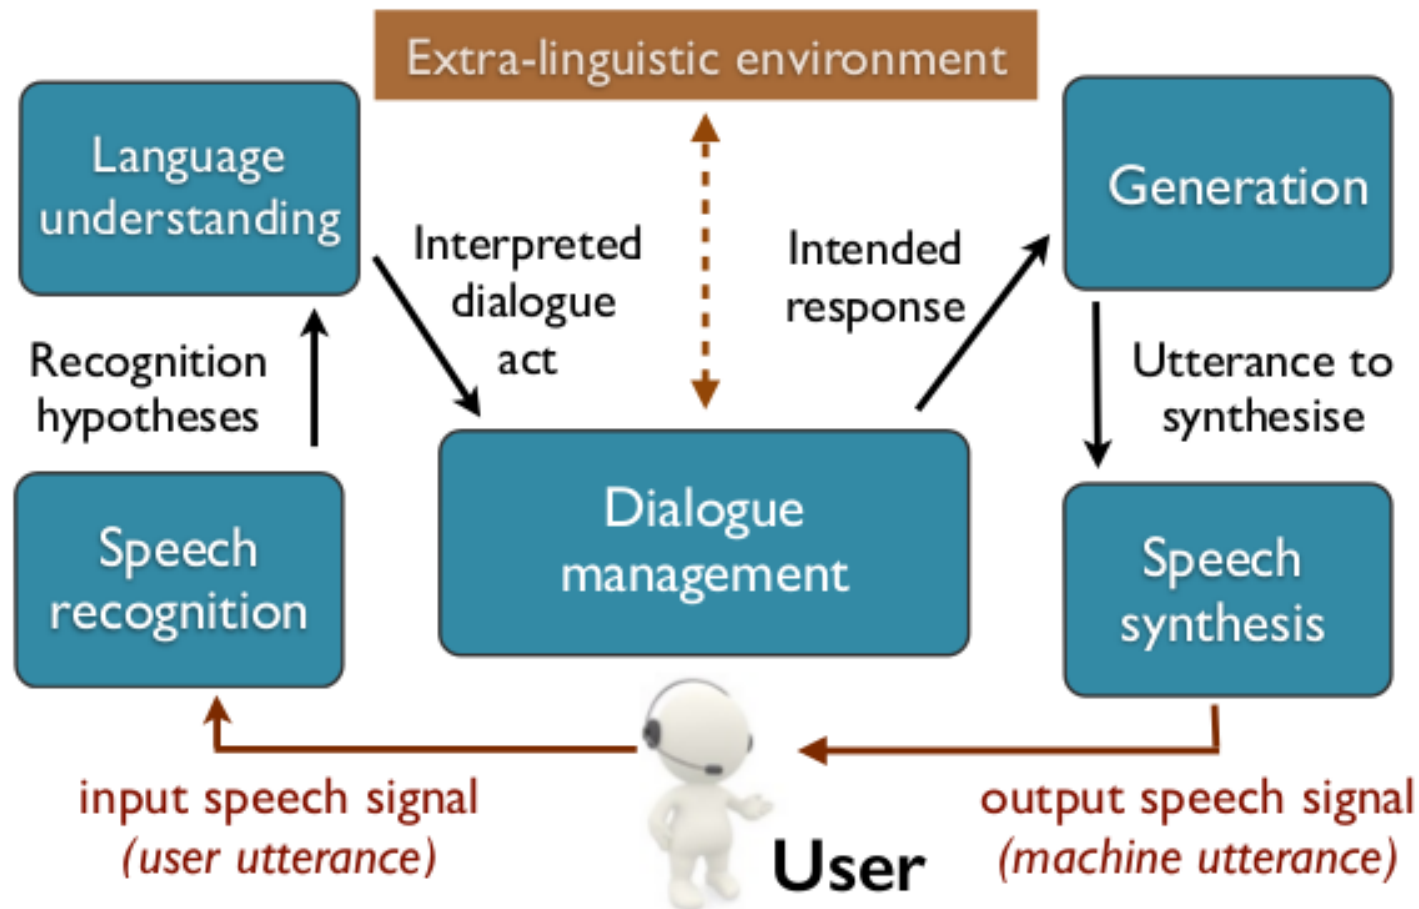 Extra-linguistic environment
Language
understanding
Generation
Interpreted
dialogue
act
Intended
response
Recognition
hypotheses
Utterance to
synthesise
Dialogue
management
Speech
recognition
Speech
synthesis
input speech signal
(user utterance)
User
output speech signal
(machine utterance)